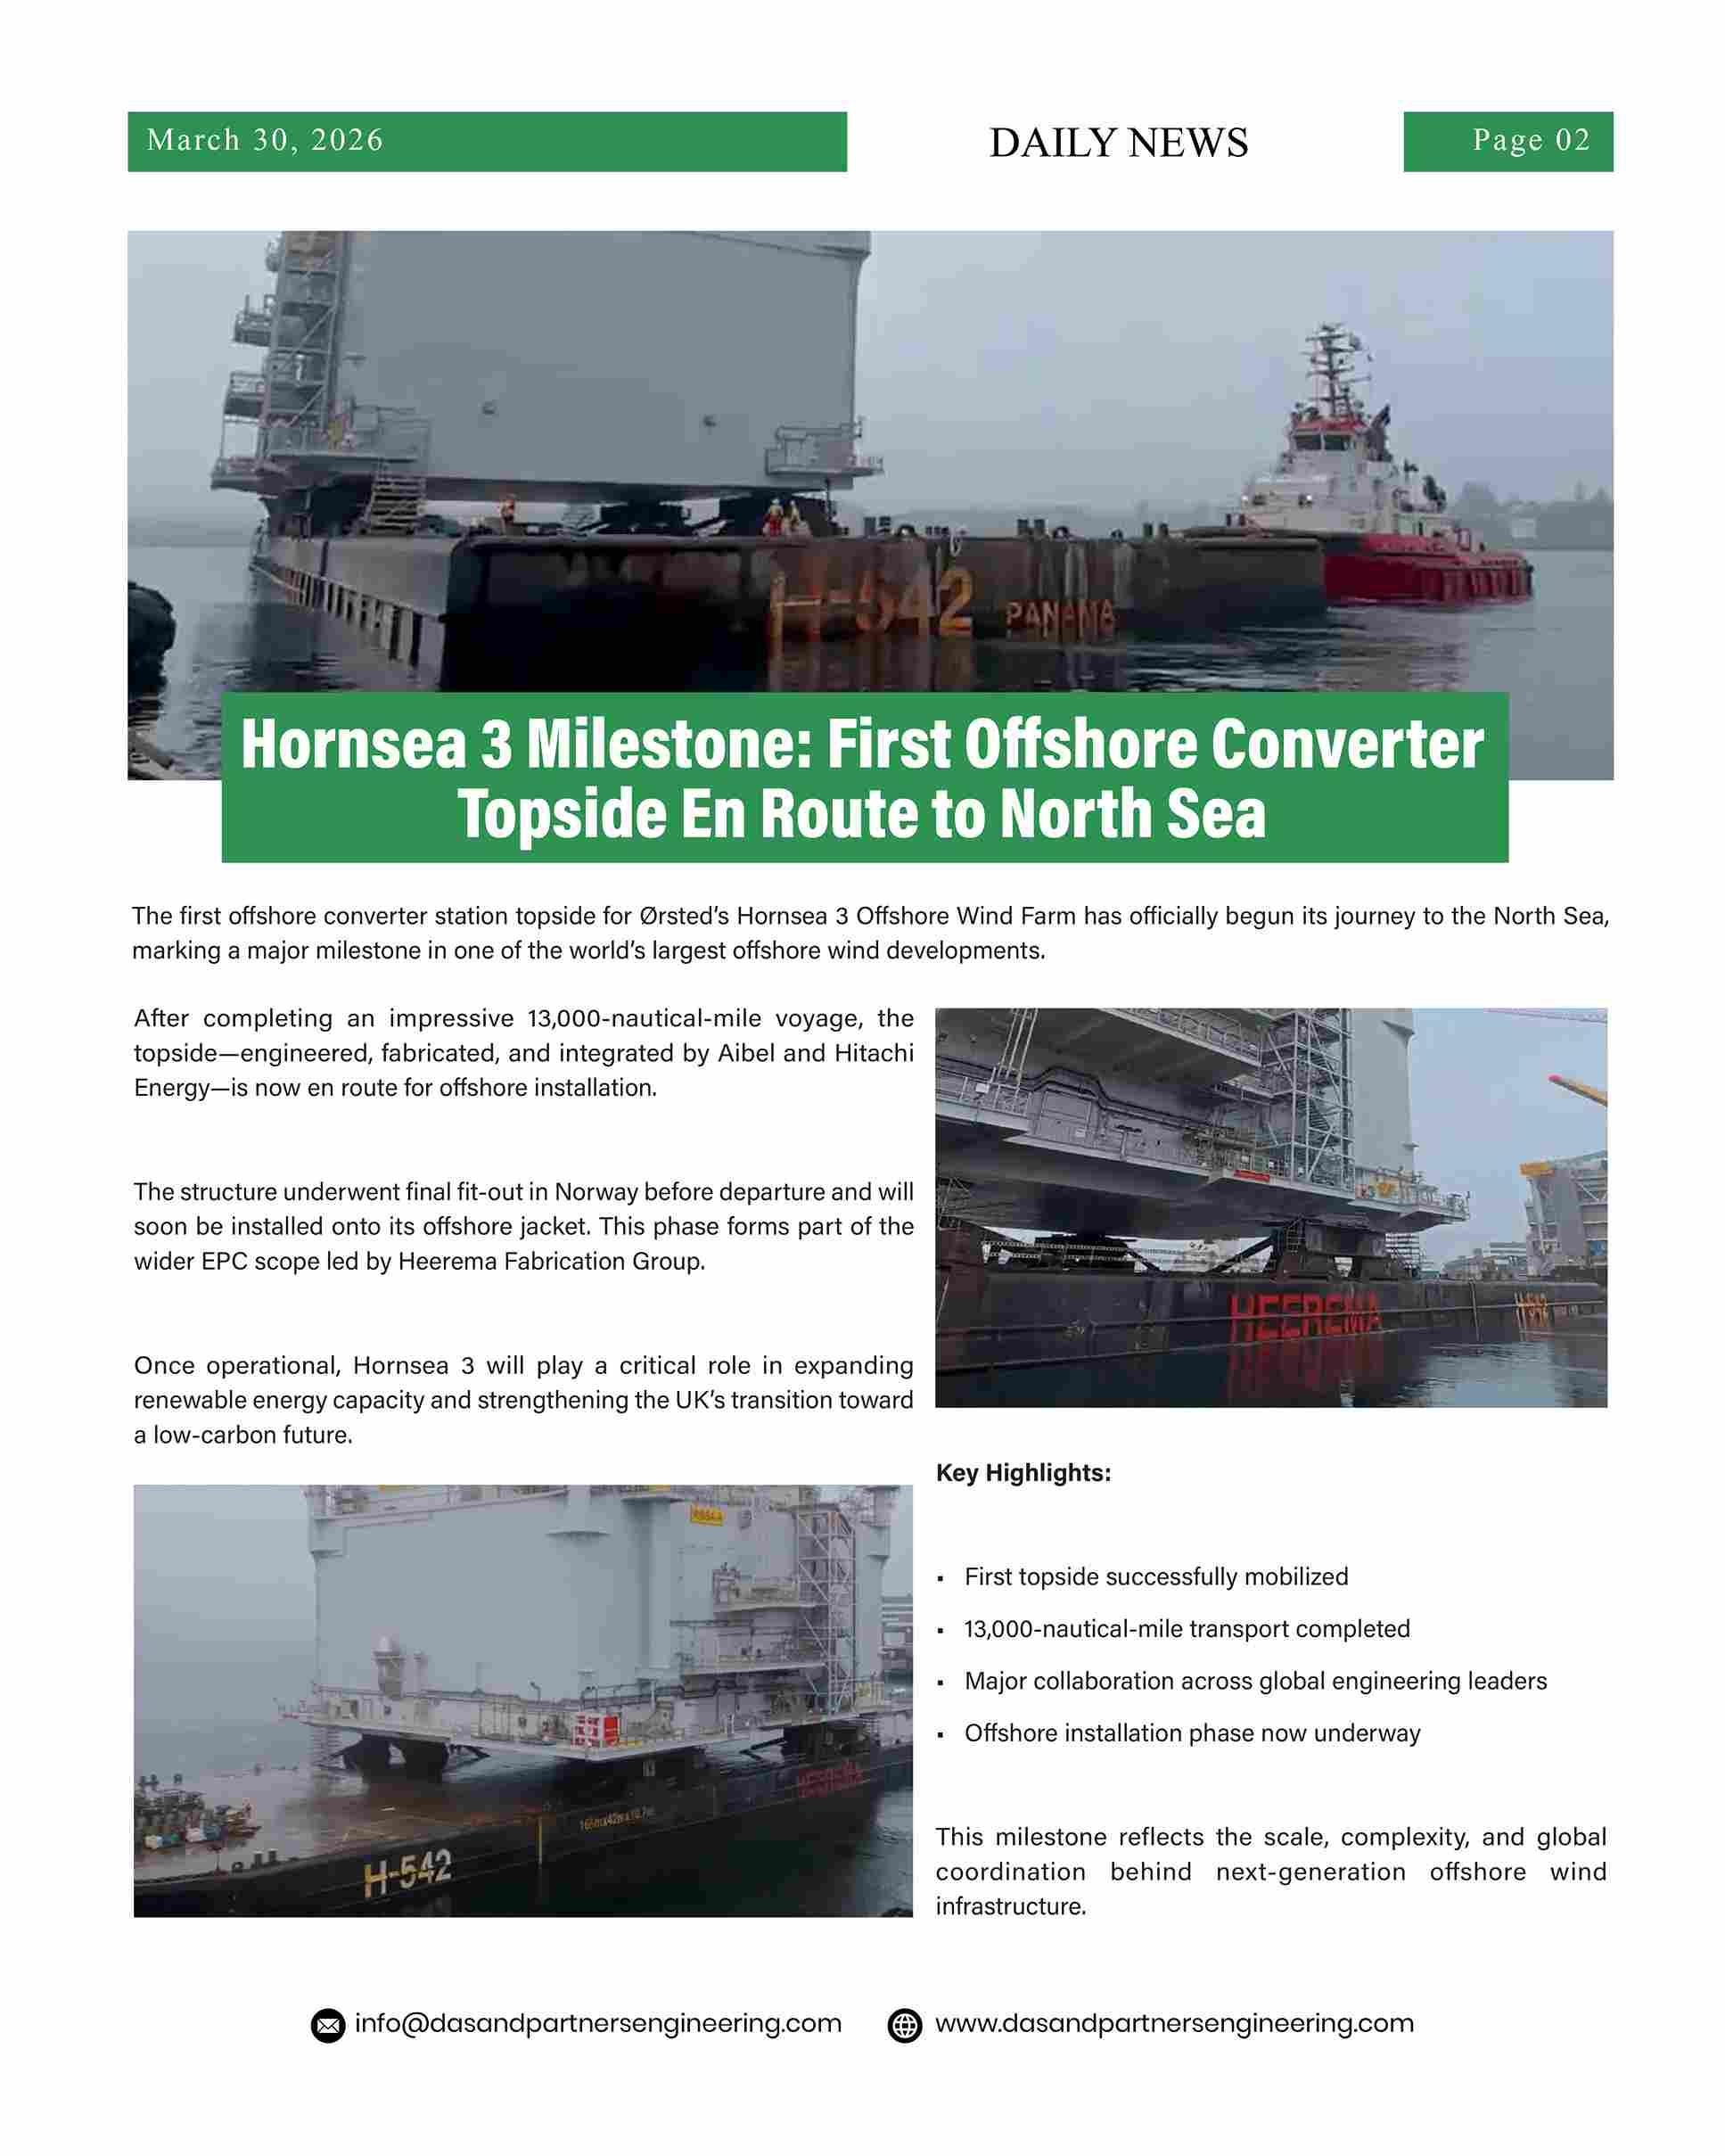 March 30, 2026
DAILY NEWS
Page 02
H-542 PANAMA
Hornsea 3 Milestone: First Offshore Converter
Topside En Route to North Sea
The first offshore converter station topside for Ørsted's Hornsea 3 Offshore Wind Farm has officially begun its journey to the North Sea,
marking a major milestone in one of the world's largest offshore wind developments.
After completing an impressive 13,000-nautical-mile voyage, the
topside—engineered, fabricated, and integrated by Aibel and Hitachi
Energy—is now en route for offshore installation.
The structure underwent final fit-out in Norway before departure and will
soon be installed onto its offshore jacket. This phase forms part of the
wider EPC scope led by Heerema Fabrication Group.
Once operational, Hornsea 3 will play a critical role in expanding
renewable energy capacity and strengthening the UK's transition toward
a low-carbon future.
HEEREMA
H-542
HEEREMA
H-542
Key Highlights:
▪ First topside successfully mobilized
▪ 13,000-nautical-mile transport completed
▪ Major collaboration across global engineering leaders
▪ Offshore installation phase now underway
This milestone reflects the scale, complexity, and global
coordination behind next-generation offshore wind
infrastructure.
info@dasandpartnersengineering.com
www.dasandpartnersengineering.com